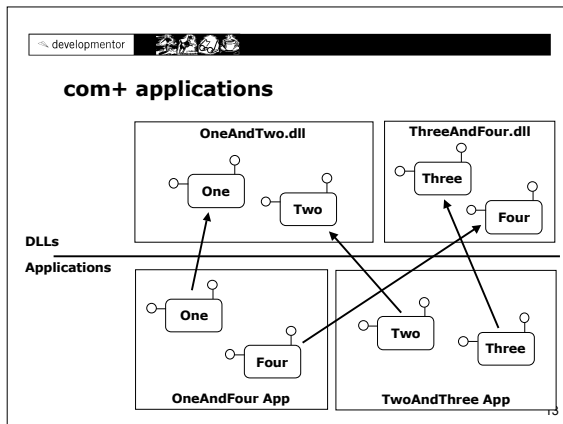 developmentor
com+ applications
OneAndTwo.dll
ThreeAndFour.dll
One
Two
Three
Four
DLLs
Applications
One
Four
Two
Three
OneAndFour App
TwoAndThree App
13